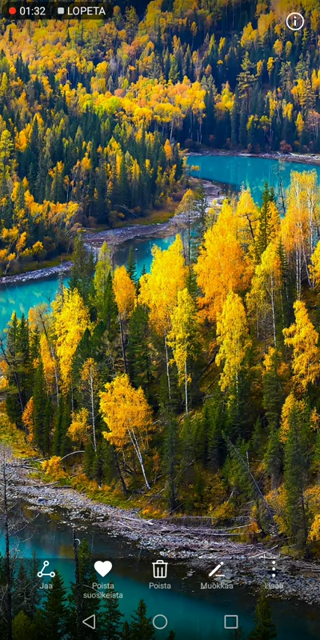 01:32 LOPETA
Jaa
Poista suosikeista
Poista
Muokkaa
Lisää